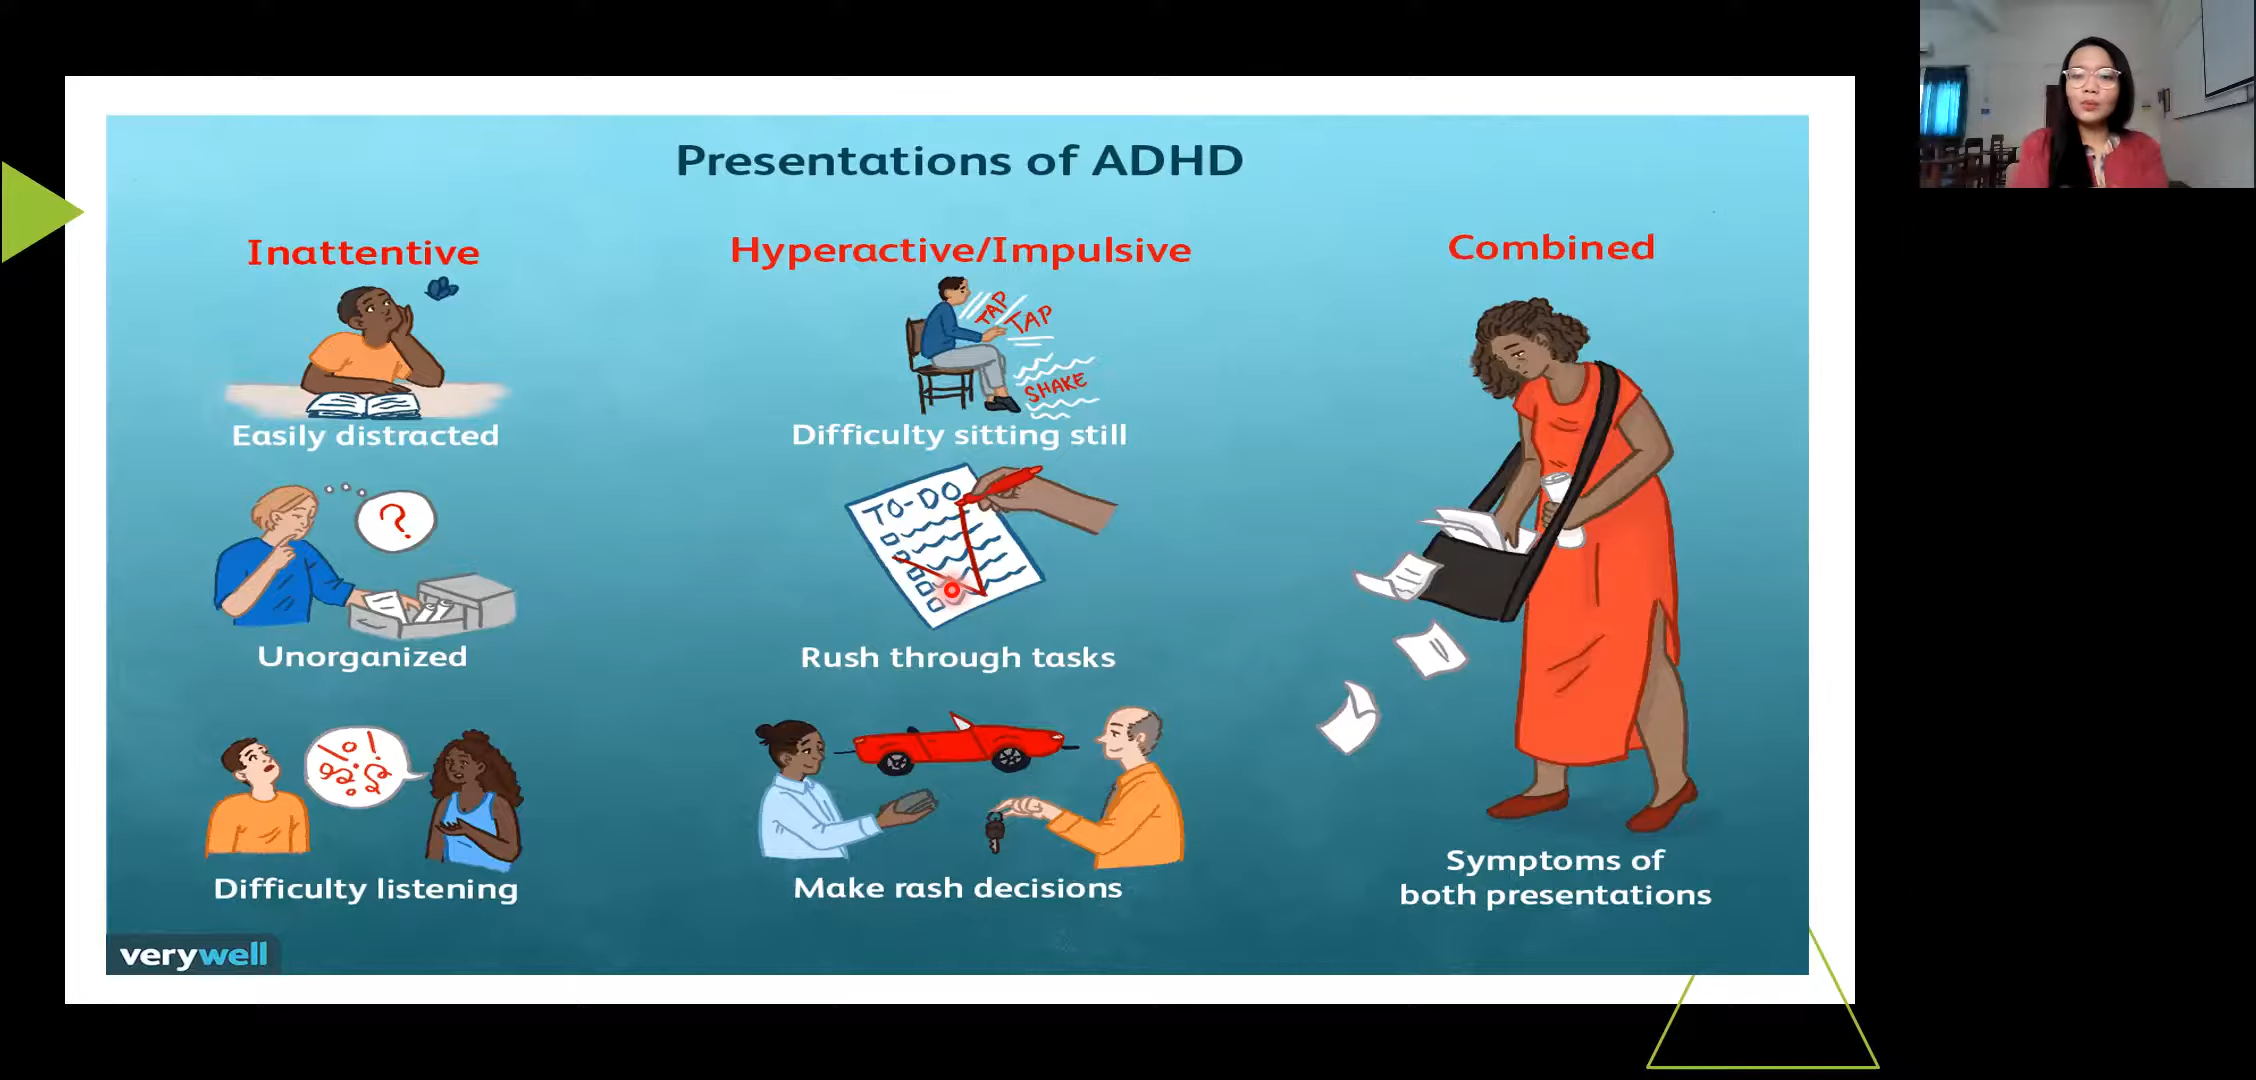 Presentations of ADHD
Inattentive
Easily distracted
?
Unorganized
Difficulty listening
Hyperactive/Impulsive
TAP
TAP
SHAKE
Difficulty sitting still
TO-DO
Rush through tasks
Make rash decisions
Combined
Symptoms of
both presentations
verywell